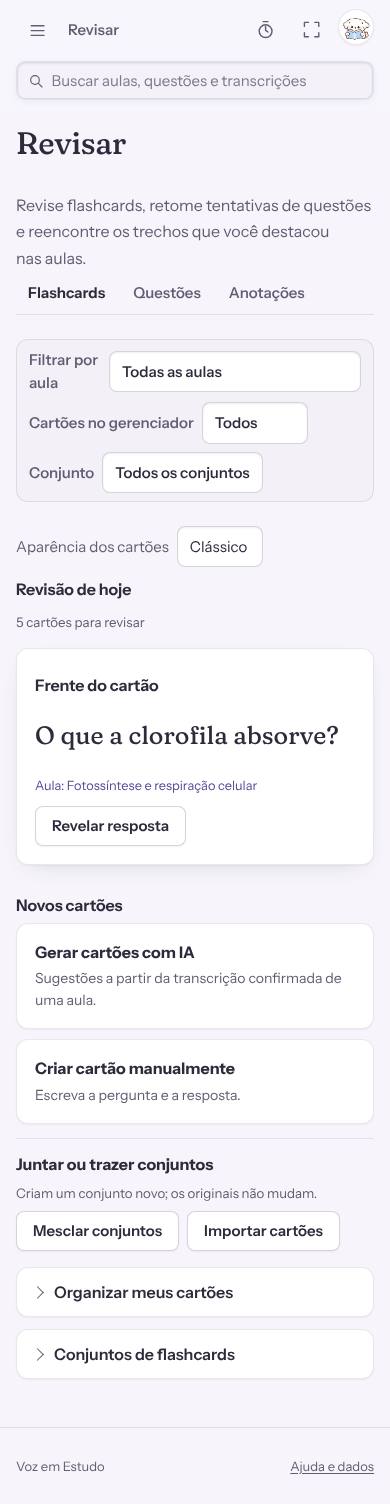 Revisar
Buscar aulas, questões e transcrições
Revisar
Revise flashcards, retome tentativas de questões
e reencontre os trechos que você destacou
nas aulas.
Flashcards Questões Anotações
Filtrar por
aula
Todas as aulas
Cartões no gerenciador Todos
Conjunto Todos os conjuntos
Aparência dos cartões Clássico
Revisão de hoje
5 cartões para revisar
Frente do cartão
O que a clorofila absorve?
Aula: Fotossíntese e respiração celular
Revelar resposta
Novos cartões
Gerar cartões com IA
Sugestões a partir da transcrição confirmada de
uma aula.
Criar cartão manualmente
Escreva a pergunta e a resposta.
Juntar ou trazer conjuntos
Criam um conjunto novo; os originais não mudam.
Mesclar conjuntos Importar cartões
Organizar meus cartões
Conjuntos de flashcards
Voz em Estudo Ajuda e dados